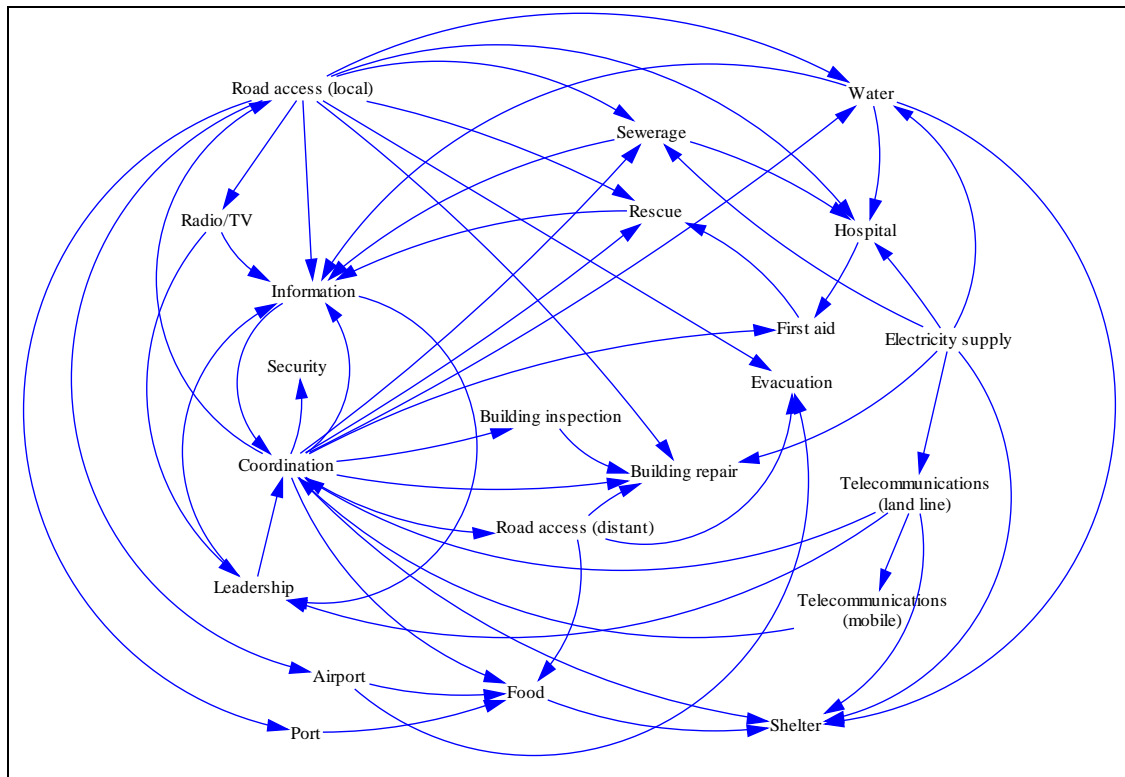 Road access (local)
Water
Sewerage
Radio/TV
Rescue
Hospital
Information
First aid
Electricity supply
Security
Evacuation
Building inspection
Coordination
Building repair
Telecommunications
(land line)
Road access (distant)
Leadership
Telecommunications
(mobile)
Airport
Food
Port
Shelter